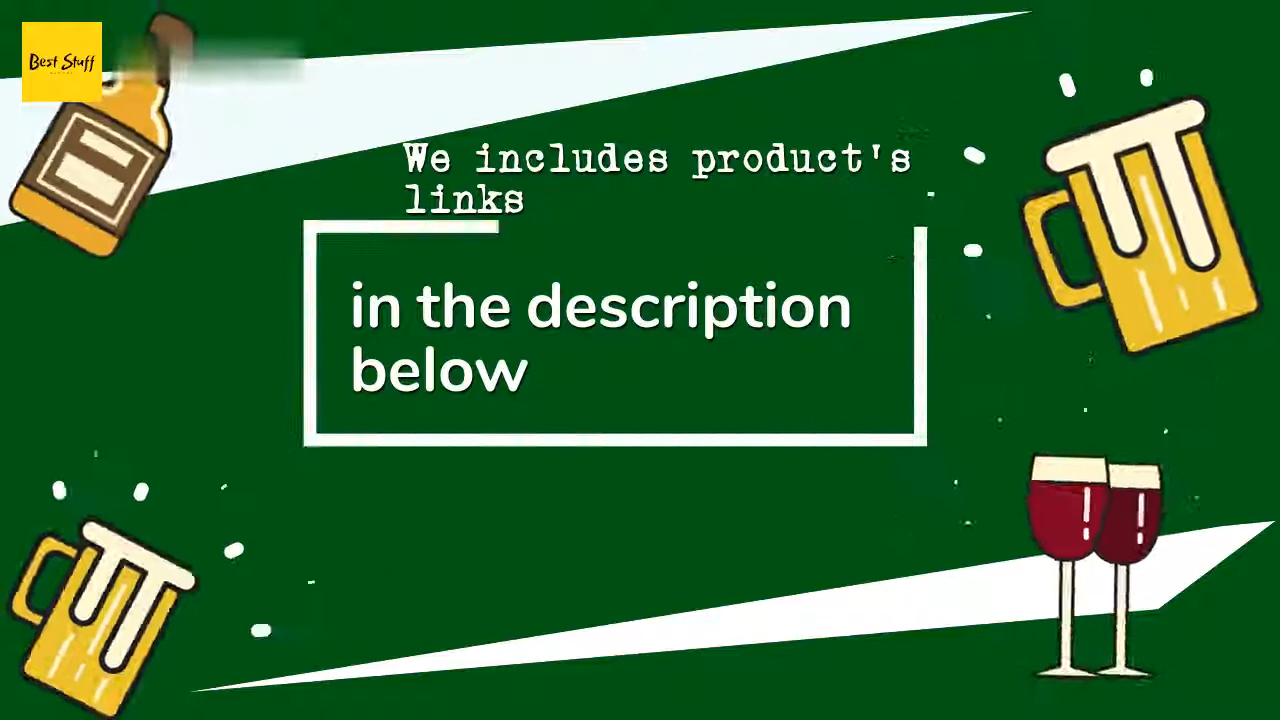 Best Stuff
We includes product's
links
in the description
below